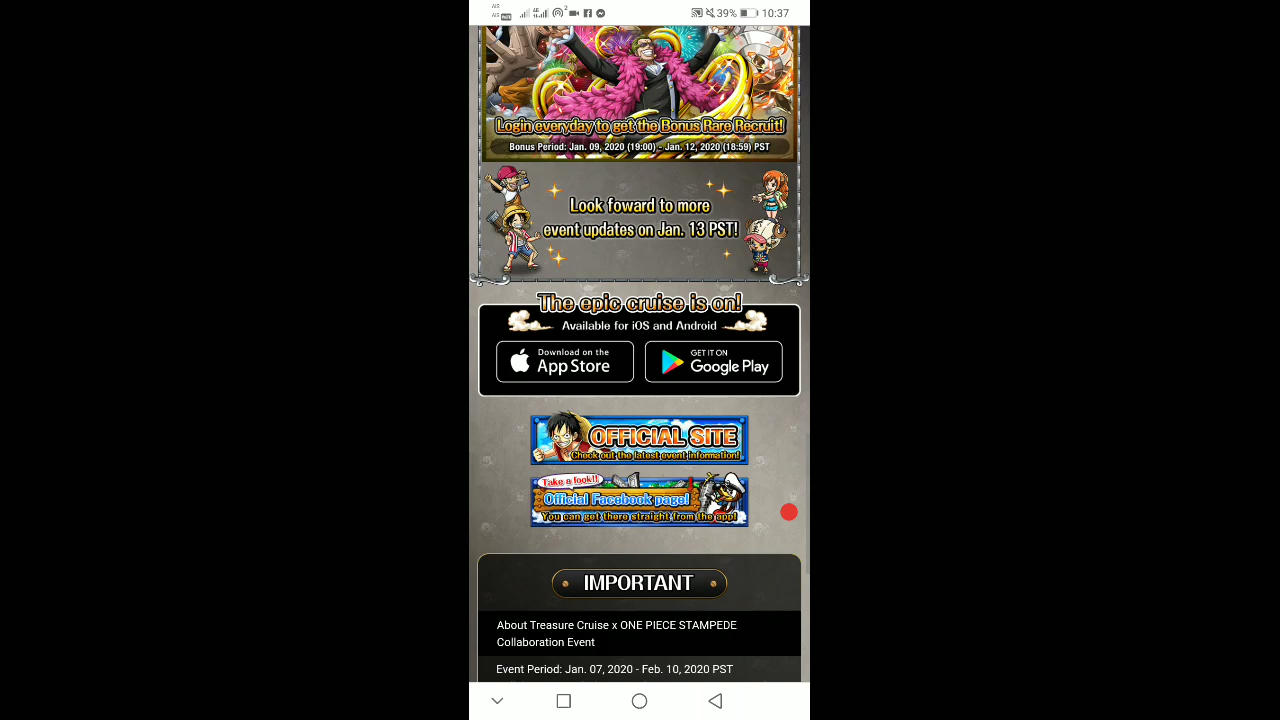 AIS
AIS
2
39% 10:37
Login everyday to get the Bonus Rare Recruit!
Bonus Period: Jan. 09, 2020 (19:00) - Jan. 12, 2020 (18:59) PST
Look foward to more
event updates on Jan. 13 PST!
The epic cruise is on!
Available for iOS and Android
Download on the
App Store
GET IT ON
Google Play
OFFICIAL SITE
Check out the latest event information!
Take a look!!
Official Facebook page!
You can get there straight from the app!
IMPORTANT
About Treasure Cruise x ONE PIECE STAMPEDE
Collaboration Event
Event Period: Jan. 07, 2020 - Feb. 10, 2020 PST